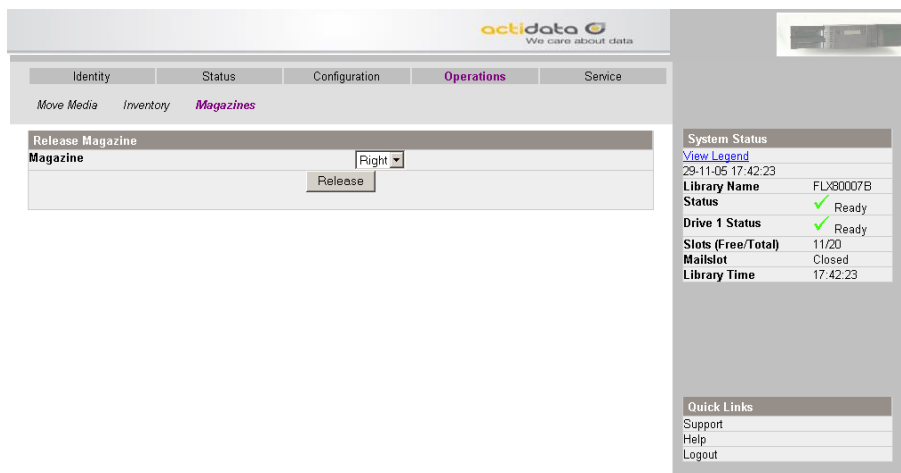 actidata
We care about data
Identity Status Configuration Operations Service
Move Media Inventory Magazines
Release Magazine
Magazine Right
Release
System Status
View Legend
29-11-05 17:42:23
Library Name FLX80007B
Status Ready
Drive 1 Status Ready
Slots (Free/Total) 11/20
Mailslot Closed
Library Time 17:42:23
Quick Links
Support
Help
Logout